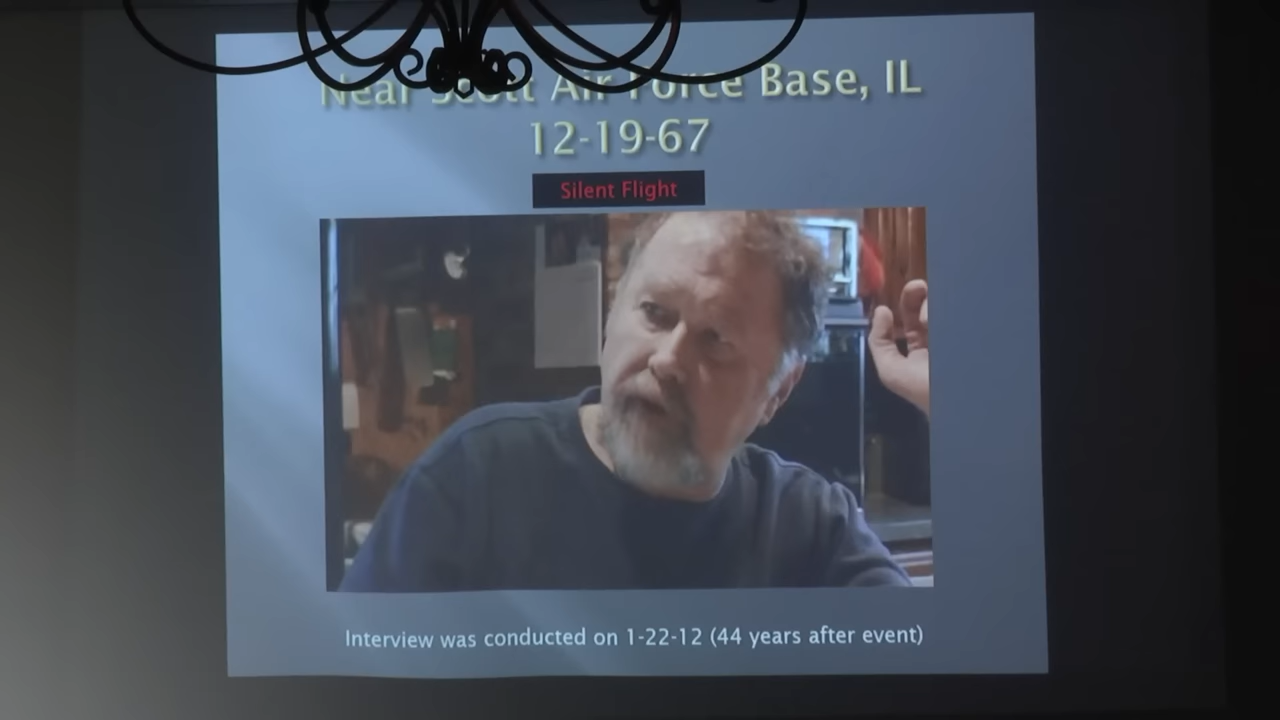 Near Scott Air Force Base, IL
12-19-67
Silent Flight
Interview was conducted on 1-22-12 (44 years after event)